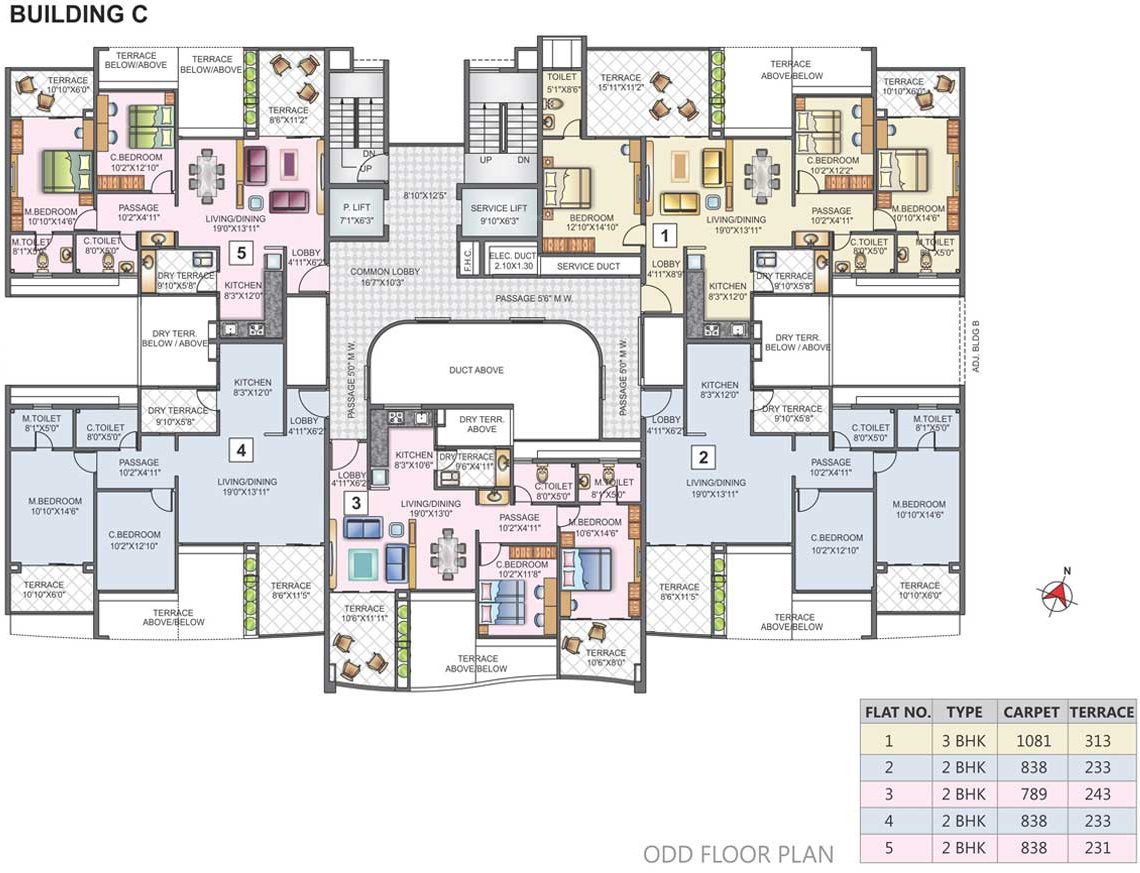 BUILDING C
TERRACE
BELOW/ABOVE
TERRACE
BELOW/ABOVE
TERRACE
10'10"X6'0"
TERRACE
8'6"X11'2"
C.BEDROOM
10'2"X12'10"
M.BEDROOM
10'10"X14'6"
PASSAGE
10'2"X4'11"
LIVING/DINING
19'0"X13'11"
5
M.TOILET
8'1"X5'0"
C.TOILET
8'0"X5'0"
DRY TERRACE
9'10"X5'8"
KITCHEN
8'3"X12'0"
LOBBY
4'11"X6'2"
DN
UP
P. LIFT
7'1"X6'3"
8'10"X12'5"
UP
DN
SERVICE LIFT
9'10"X6'3"
F.H.C.
ELEC. DUCT
2.10X1.30
SERVICE DUCT
COMMON LOBBY
16'7"X10'3"
PASSAGE 5'6" M.W.
PASSAGE 5'0" M.W.
PASSAGE 5'0" M.W.
DUCT ABOVE
TOILET
5'1"X8'6"
TERRACE
15'11"X11'2"
TERRACE
ABOVE/BELOW
TERRACE
10'10"X6'0"
BEDROOM
12'10"X14'10"
C.BEDROOM
10'2"X12'2"
M.BEDROOM
10'10"X14'6"
LIVING/DINING
19'0"X13'11"
PASSAGE
10'2"X4'11"
1
LOBBY
4'11"X8'9"
KITCHEN
8'3"X12'0"
DRY TERRACE
9'10"X5'8"
C.TOILET
8'0"X5'0"
M.TOILET
8'1"X5'0"
DRY TERR.
BELOW / ABOVE
DRY TERR.
BELOW / ABOVE
ADJ. BLDG B
KITCHEN
8'3"X12'0"
DRY TERRACE
9'10"X5'8"
LOBBY
4'11"X6'2"
M.TOILET
8'1"X5'0"
C.TOILET
8'0"X5'0"
4
PASSAGE
10'2"X4'11"
LIVING/DINING
19'0"X13'11"
M.BEDROOM
10'10"X14'6"
C.BEDROOM
10'2"X12'10"
TERRACE
10'10"X6'0"
TERRACE
8'6"X11'5"
TERRACE
ABOVE/BELOW
DRY TERR.
ABOVE
KITCHEN
8'3"X10'6"
DRY TERRACE
9'6"X4'11"
LOBBY
4'11"X6'2"
3
C.TOILET
8'0"X5'0"
M.TOILET
8'1"X5'0"
LIVING/DINING
19'0"X13'0"
PASSAGE
10'2"X4'11"
M.BEDROOM
10'6"X14'6"
C.BEDROOM
10'2"X11'8"
TERRACE
10'6"X11'11"
TERRACE
ABOVE/BELOW
TERRACE
10'6"X8'0"
KITCHEN
8'3"X12'0"
LOBBY
4'11"X6'2"
DRY TERRACE
9'10"X5'8"
C.TOILET
8'0"X5'0"
M.TOILET
8'1"X5'0"
2
LIVING/DINING
19'0"X13'11"
PASSAGE
10'2"X4'11"
M.BEDROOM
10'10"X14'6"
C.BEDROOM
10'2"X12'10"
TERRACE
8'6"X11'5"
TERRACE
10'10"X6'0"
TERRACE
ABOVE/BELOW
N
FLAT NO. TYPE CARPET TERRACE
1 3 BHK 1081 313
2 2 BHK 838 233
3 2 BHK 789 243
4 2 BHK 838 233
5 2 BHK 838 231
ODD FLOOR PLAN